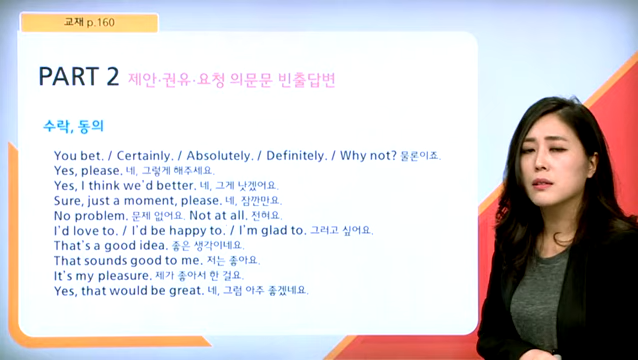 교재 p.160
PART 2 제안·권유·요청 의문문 빈출답변
수락, 동의
You bet. / Certainly. / Absolutely. / Definitely. / Why not? 물론이죠.
Yes, please. 네, 그렇게 해주세요.
Yes, I think we'd better. 네, 그게 낫겠어요.
Sure, just a moment, please. 네, 잠깐만요.
No problem. 문제 없어요. Not at all. 전혀요.
I'd love to. / I'd be happy to. / I'm glad to. 그러고 싶어요.
That's a good idea. 좋은 생각이네요.
That sounds good to me. 저는 좋아요.
It's my pleasure. 제가 좋아서 한 걸요.
Yes, that would be great. 네, 그럼 아주 좋겠네요.